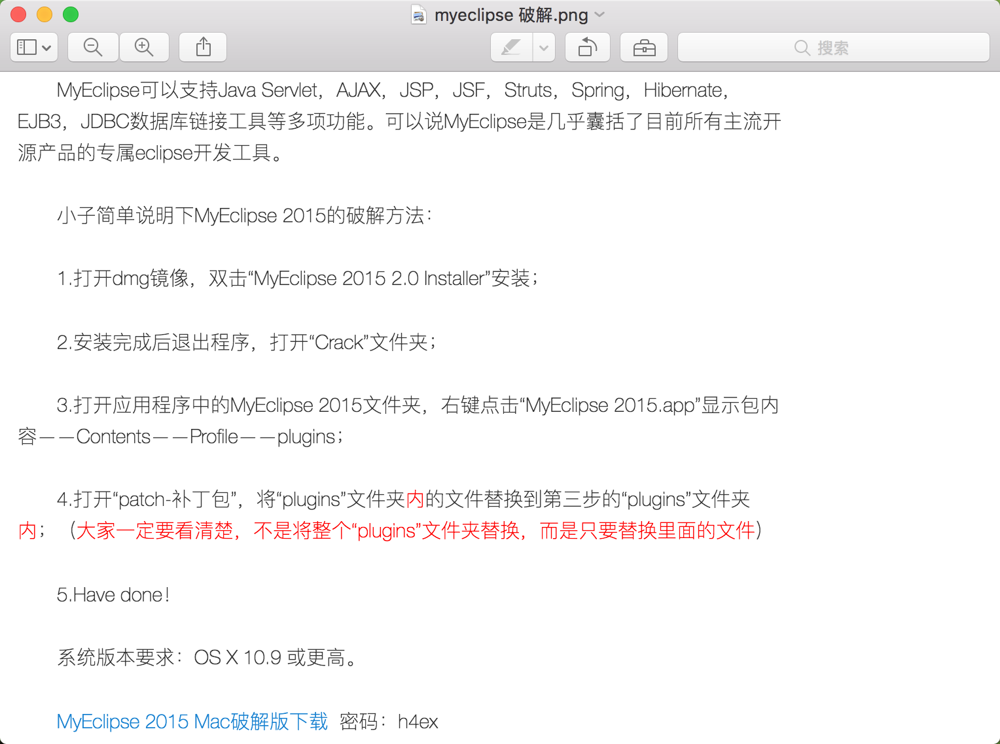 myeclipse 破解.png
搜索
MyEclipse可以支持Java Servlet，AJAX，JSP，JSF，Struts，Spring，Hibernate，
EJB3，JDBC数据库链接工具等多项功能。可以说MyEclipse是几乎囊括了目前所有主流开
源产品的专属eclipse开发工具。
小子简单说明下MyEclipse 2015的破解方法：
1.打开dmg镜像，双击“MyEclipse 2015 2.0 Installer”安装；
2.安装完成后退出程序，打开“Crack”文件夹；
3.打开应用程序中的MyEclipse 2015文件夹，右键点击“MyEclipse 2015.app”显示包内
容——Contents——Profile——plugins；
4.打开“patch-补丁包”，将“plugins”文件夹内的文件替换到第三步的“plugins”文件夹
内；（大家一定要看清楚，不是将整个“plugins”文件夹替换，而是只要替换里面的文件）
5.Have done！
系统版本要求：OS X 10.9 或更高。
MyEclipse 2015 Mac破解版下载 密码：h4ex